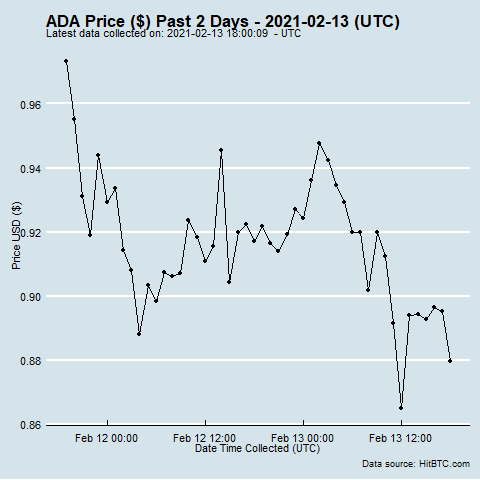 ADA Price ($) Past 2 Days - 2021-02-13 (UTC)
Latest data collected on: 2021-02-13 18:00:09 - UTC
Price USD ($)
0.96
0.94
0.92
0.90
0.88
0.86
Feb 12 00:00 Feb 12 12:00 Feb 13 00:00 Feb 13 12:00
Date Time Collected (UTC)
Data source: HitBTC.com